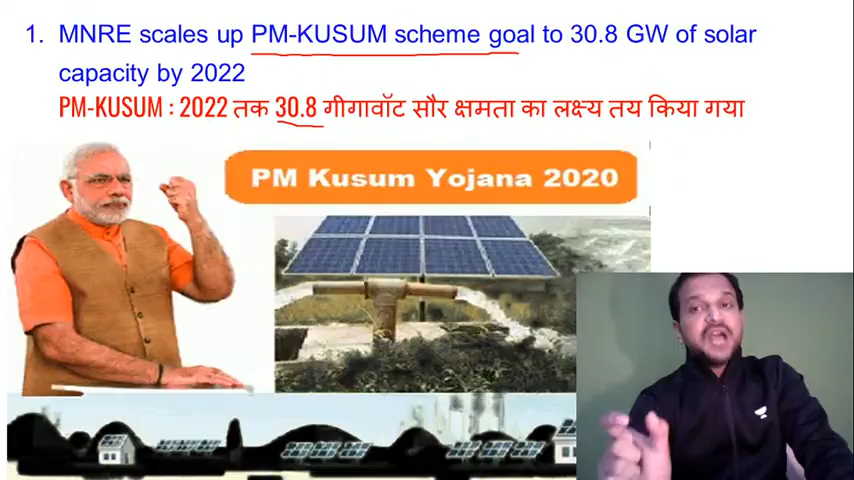 1. MNRE scales up PM-KUSUM scheme goal to 30.8 GW of solar
capacity by 2022
PM-KUSUM : 2022 तक 30.8 गीगावॉट सौर क्षमता का लक्ष्य तय किया गया
PM Kusum Yojana 2020